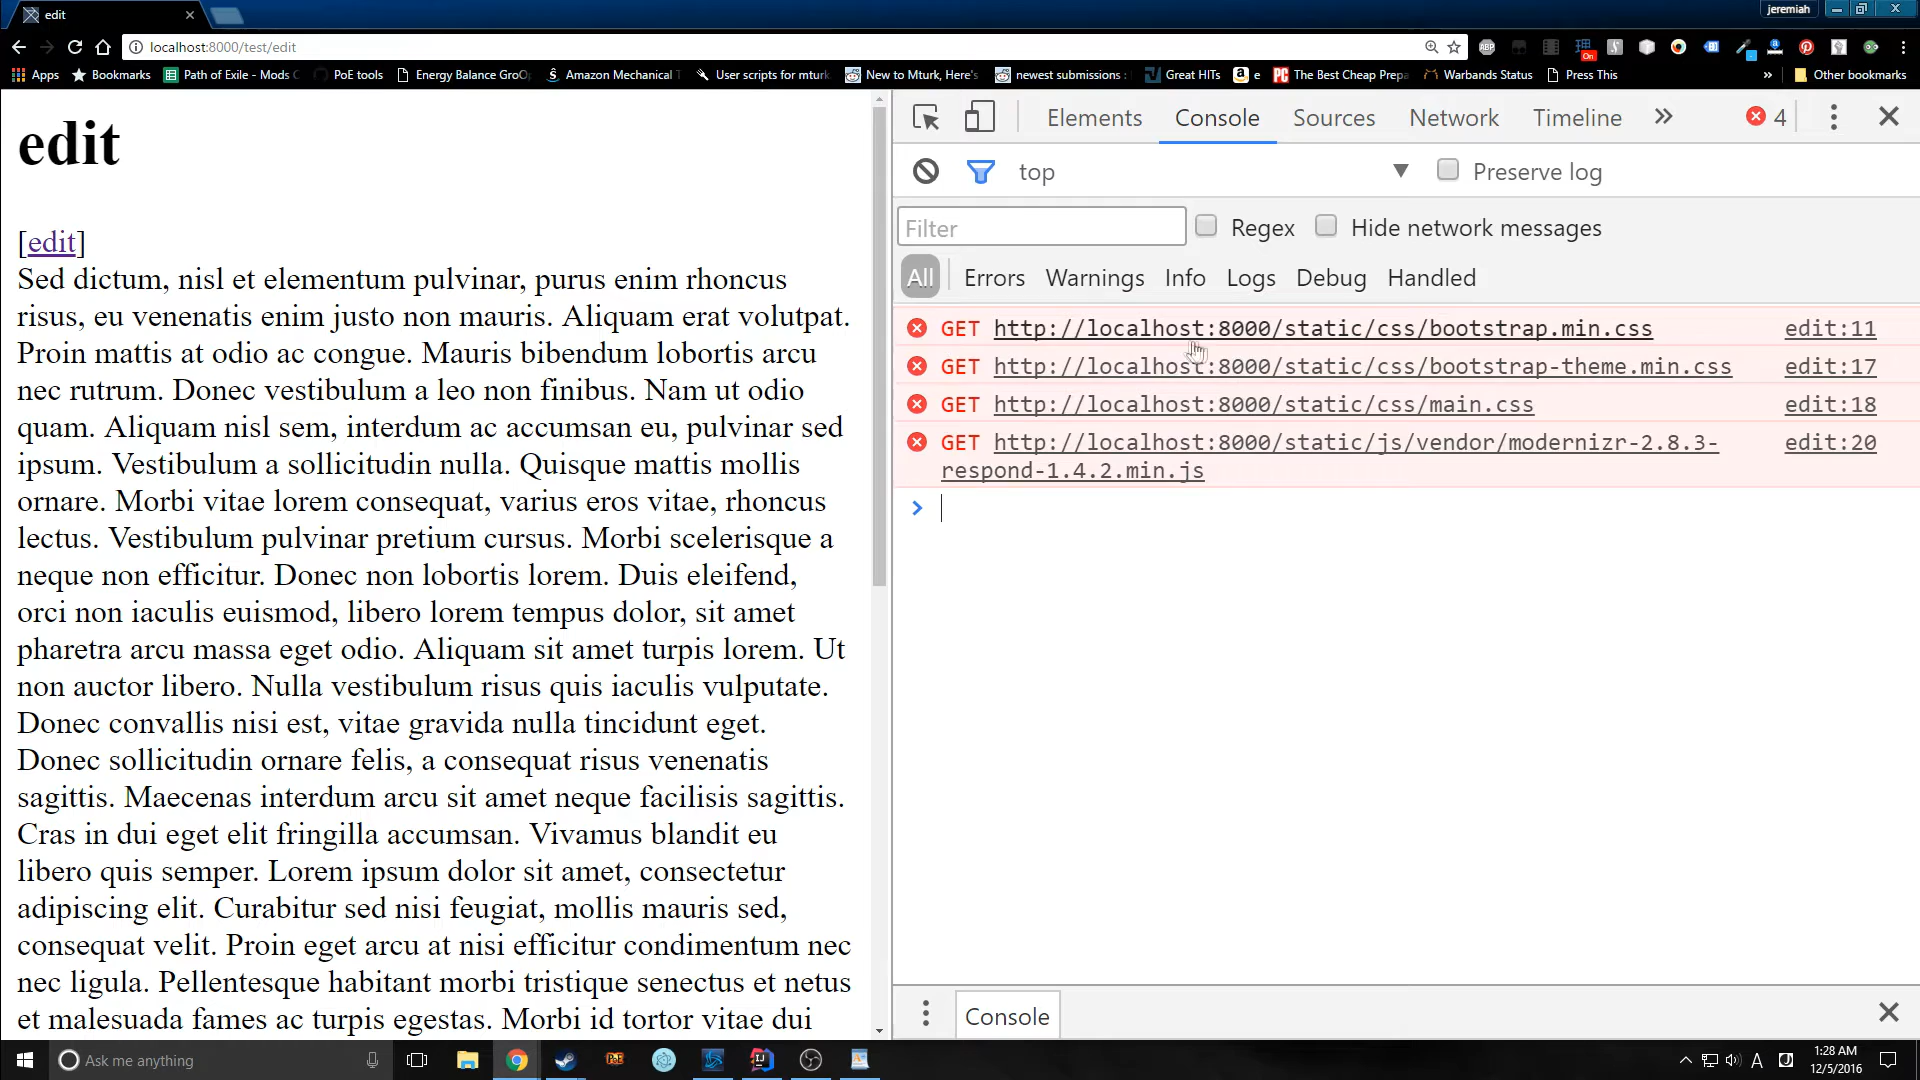 edit
jeremiah
localhost:8000/test/edit
Apps
Bookmarks
Path of Exile - Mods
PoE tools
Energy Balance GroO
Amazon Mechanical T
User scripts for mturk
New to Mturk, Here's
newest submissions :
Great HITs
e
The Best Cheap Prepa
Warbands Status
Press This
»
Other bookmarks
edit
[edit]
Sed dictum, nisl et elementum pulvinar, purus enim rhoncus
risus, eu venenatis enim justo non mauris. Aliquam erat volutpat.
Proin mattis at odio ac congue. Mauris bibendum lobortis arcu
nec rutrum. Donec vestibulum a leo non finibus. Nam ut odio
quam. Aliquam nisl sem, interdum ac accumsan eu, pulvinar sed
ipsum. Vestibulum a sollicitudin nulla. Quisque mattis mollis
ornare. Morbi vitae lorem consequat, varius eros vitae, rhoncus
lectus. Vestibulum pulvinar pretium cursus. Morbi scelerisque a
neque non efficitur. Donec non lobortis lorem. Duis eleifend,
orci non iaculis euismod, libero lorem tempus dolor, sit amet
pharetra arcu massa eget odio. Aliquam sit amet turpis lorem. Ut
non auctor libero. Nulla vestibulum risus quis iaculis vulputate.
Donec convallis nisi est, vitae gravida nulla tincidunt eget.
Donec sollicitudin ornare felis, a consequat risus venenatis
sagittis. Maecenas interdum arcu sit amet neque facilisis sagittis.
Cras in dui eget elit fringilla accumsan. Vivamus blandit eu
libero quis semper. Lorem ipsum dolor sit amet, consectetur
adipiscing elit. Curabitur sed nisi feugiat, mollis mauris sed,
consequat velit. Proin eget arcu at nisi efficitur condimentum nec
nec ligula. Pellentesque habitant morbi tristique senectus et netus
et malesuada fames ac turpis egestas. Morbi id tortor vitae dui
Elements
Console
Sources
Network
Timeline
»
4
top
Preserve log
Filter
Regex
Hide network messages
All
Errors
Warnings
Info
Logs
Debug
Handled
GET http://localhost:8000/static/css/bootstrap.min.css edit:11
GET http://localhost:8000/static/css/bootstrap-theme.min.css edit:17
GET http://localhost:8000/static/css/main.css edit:18
GET http://localhost:8000/static/js/vendor/modernizr-2.8.3- edit:20
respond-1.4.2.min.js
Console
Ask me anything
1:28 AM
12/5/2016